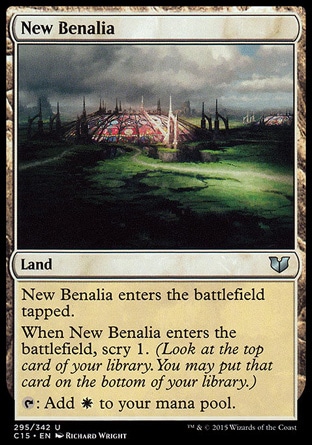 New Benalia
Land
New Benalia enters the battlefield
tapped.
When New Benalia enters the
battlefield, scry 1. (Look at the top
card of your library. You may put that
card on the bottom of your library.)
: Add to your mana pool.
295/342 U
C15 • EN Richard Wright
™ & © 2015 Wizards of the Coast